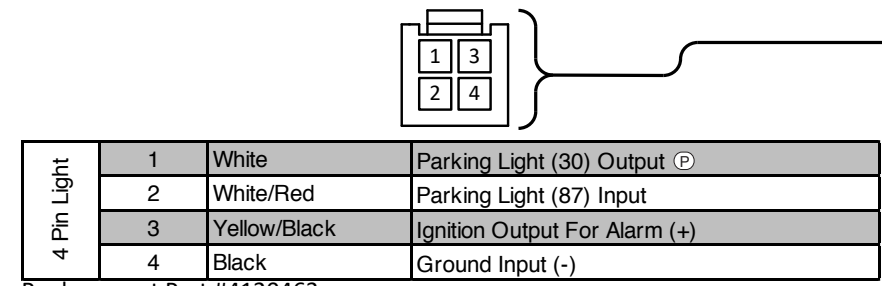 1 3
2 4
4 Pin Light
1 White Parking Light (30) Output Ⓟ
2 White/Red Parking Light (87) Input
3 Yellow/Black Ignition Output For Alarm (+)
4 Black Ground Input (-)